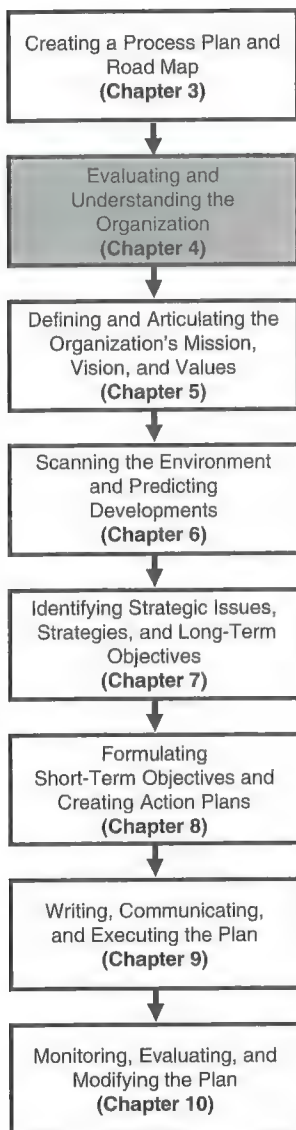 Creating a Process Plan and
Road Map
(Chapter 3)
Evaluating and
Understanding the
Organization
(Chapter 4)
Defining and Articulating the
Organization's Mission,
Vision, and Values
(Chapter 5)
Scanning the Environment
and Predicting
Developments
(Chapter 6)
Identifying Strategic Issues,
Strategies, and Long-Term
Objectives
(Chapter 7)
Formulating
Short-Term Objectives and
Creating Action Plans
(Chapter 8)
Writing, Communicating,
and Executing the Plan
(Chapter 9)
Monitoring, Evaluating, and
Modifying the Plan
(Chapter 10)